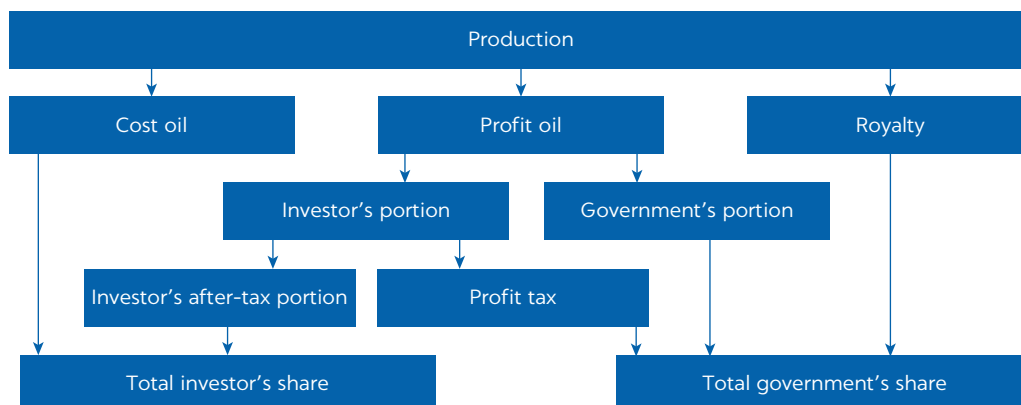 Production
Cost oil
Profit oil
Royalty
Investor’s portion
Government’s portion
Investor’s after-tax portion
Profit tax
Total investor’s share
Total government’s share